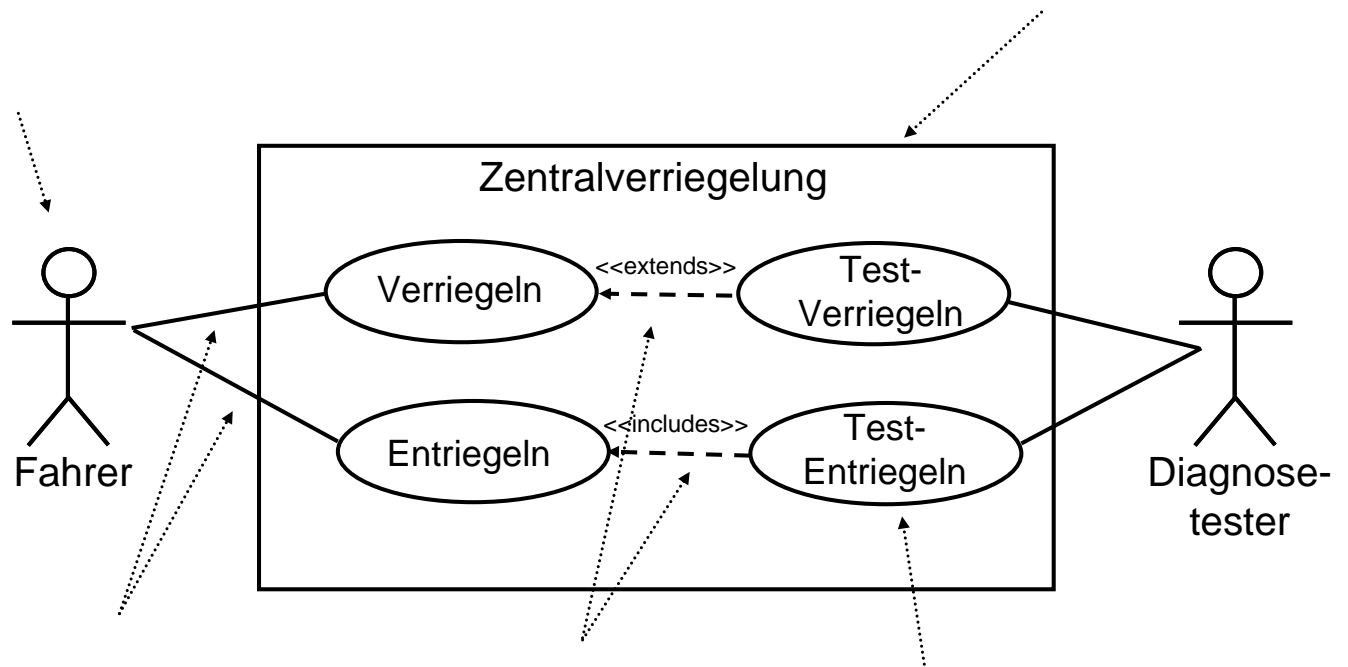 Zentralverriegelung
Verriegeln
<<extends>>
Test-
Verriegeln
Entriegeln
<<includes>>
Test-
Entriegeln
Fahrer
Diagnose-
tester